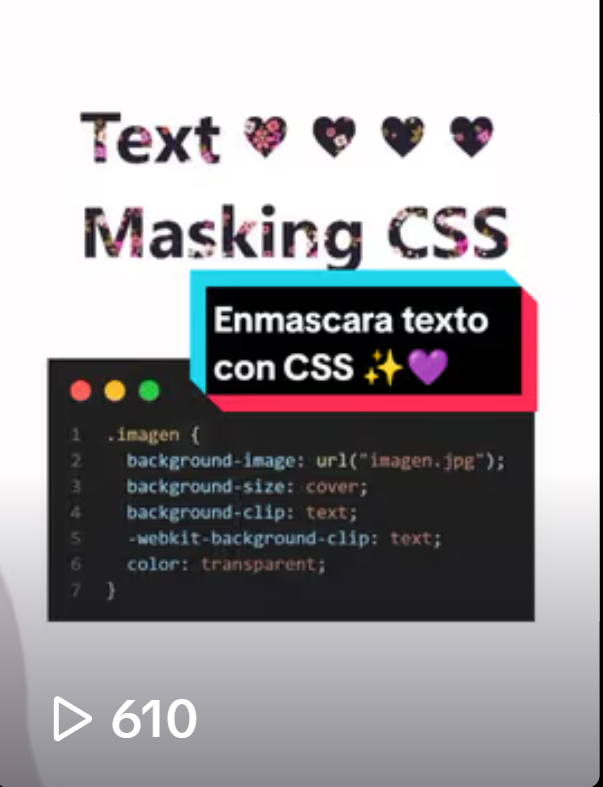 Text 🖤 🖤 🖤 🖤
Masking CSS
Enmascara texto
con CSS ✨💜
1 .imagen {
2 background-image: url("imagen.jpg");
3 background-size: cover;
4 background-clip: text;
5 -webkit-background-clip: text;
6 color: transparent;
7 }
610